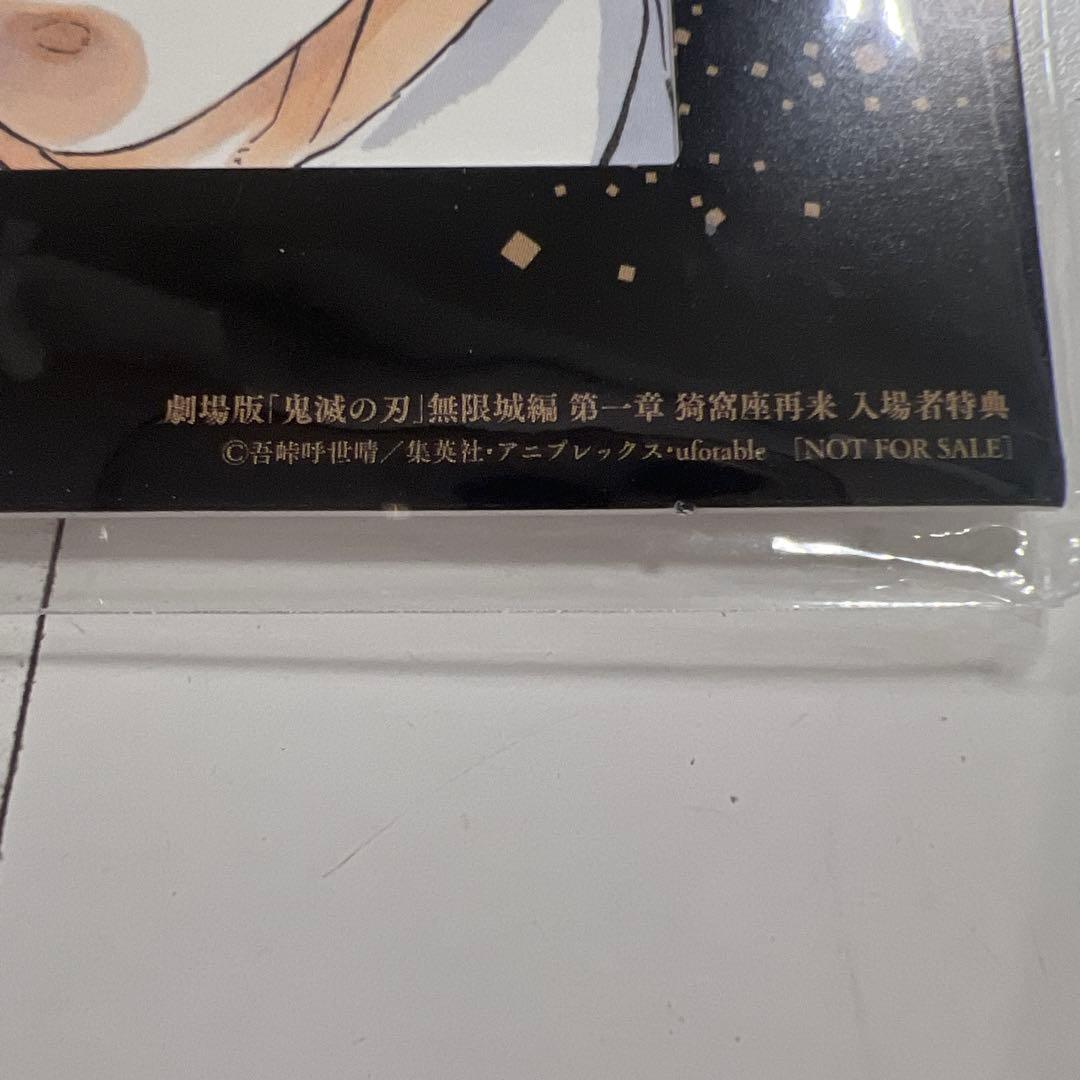 劇場版「鬼滅の刃」無限城編 第一章 猗窩座再来 入場者特典
©吾峠呼世晴／集英社・アニプレックス・ufotable [NOT FOR SALE]